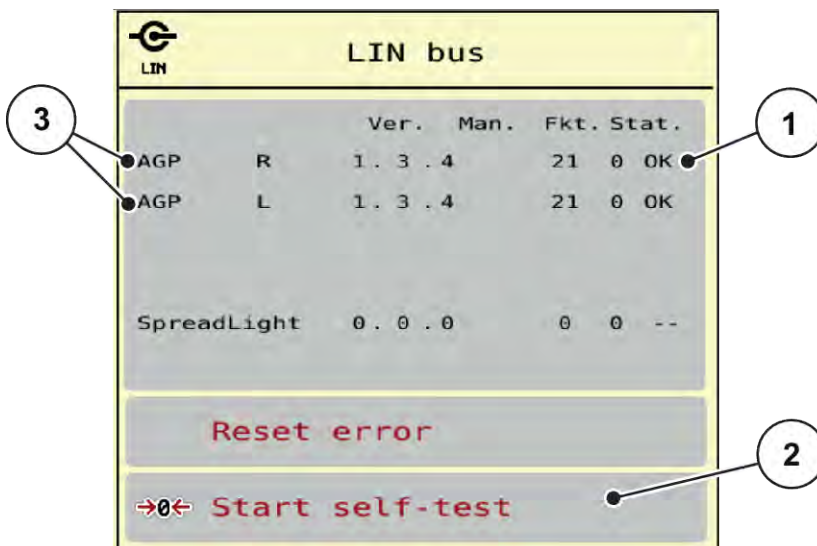 LIN
LIN bus
Ver. Man. Fkt. Stat.
3
1
AGP R 1.3.4 21 0 OK
AGP L 1.3.4 21 0 OK
SpreadLight 0.0.0 0 0 --
Reset error
2
→0← Start self-test